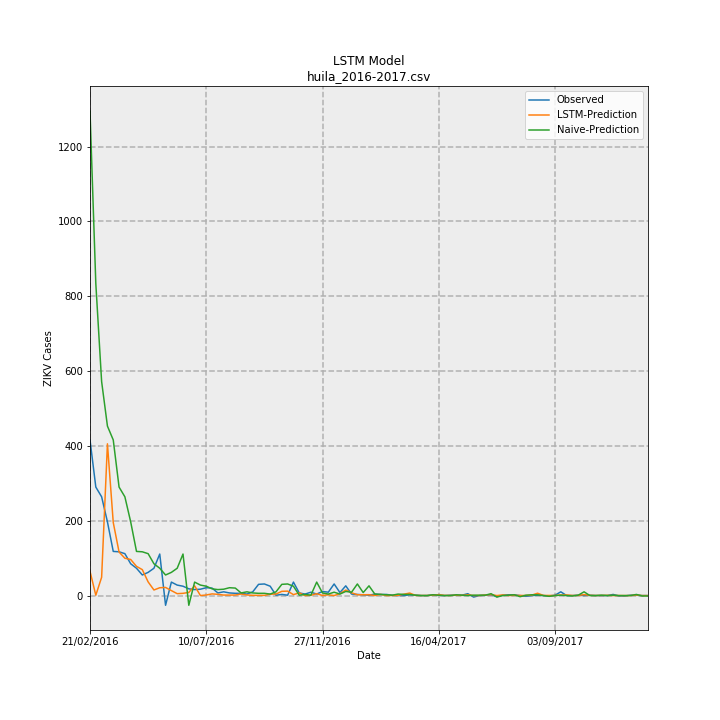 LSTM Model
huila_2016-2017.csv
Observed
LSTM-Prediction
Naive-Prediction
ZIKV Cases
1200
1000
800
600
400
200
0
21/02/2016
10/07/2016
27/11/2016
16/04/2017
03/09/2017
Date